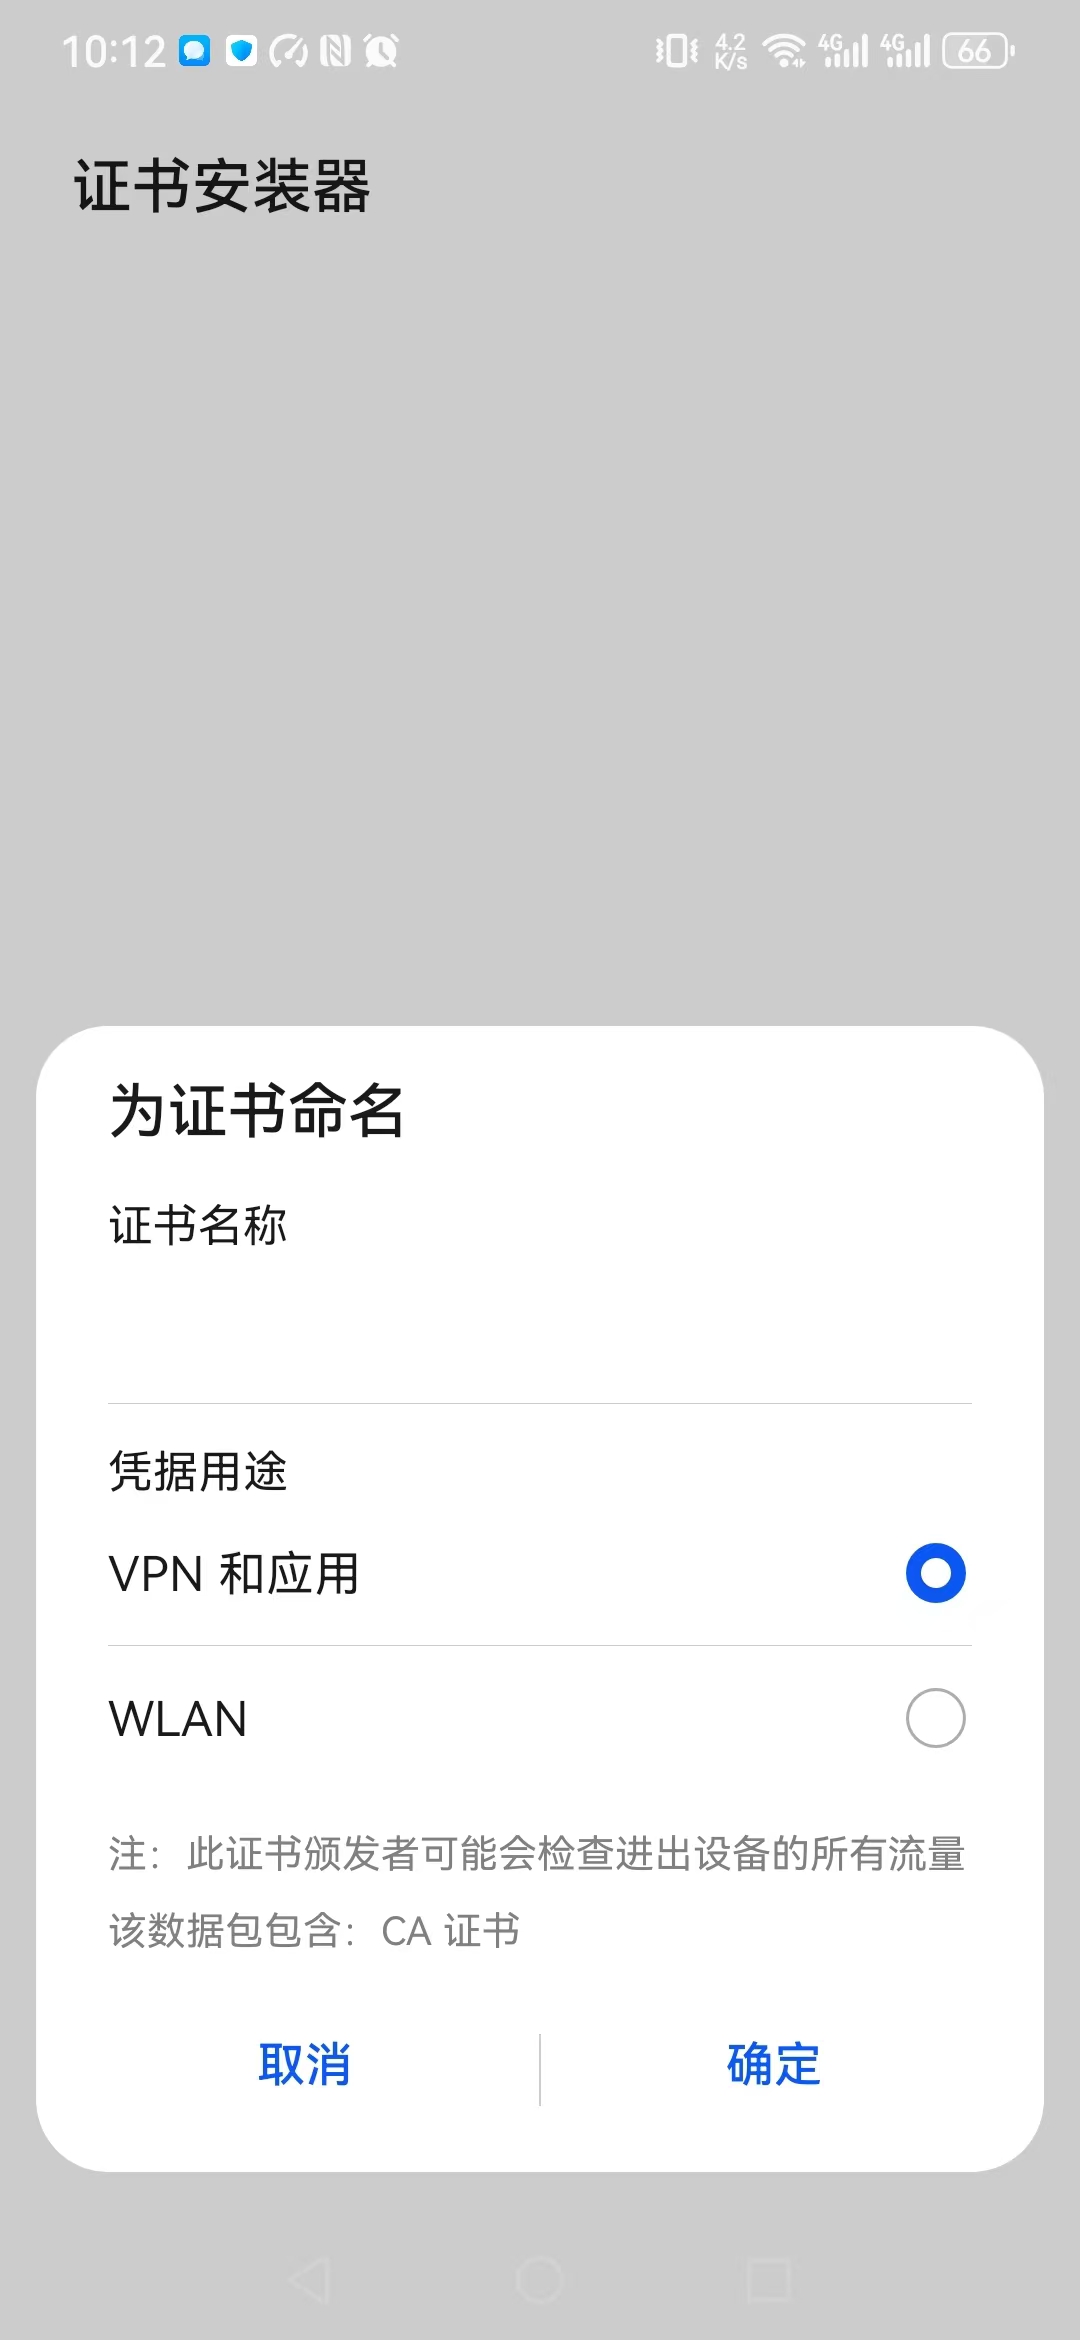 10:12 4.2 K/s 4G 4G 66
证书安装器
为证书命名
证书名称
凭据用途
VPN 和应用
WLAN
注：此证书颁发者可能会检查进出设备的所有流量
该数据包包含：CA 证书
取消 确定